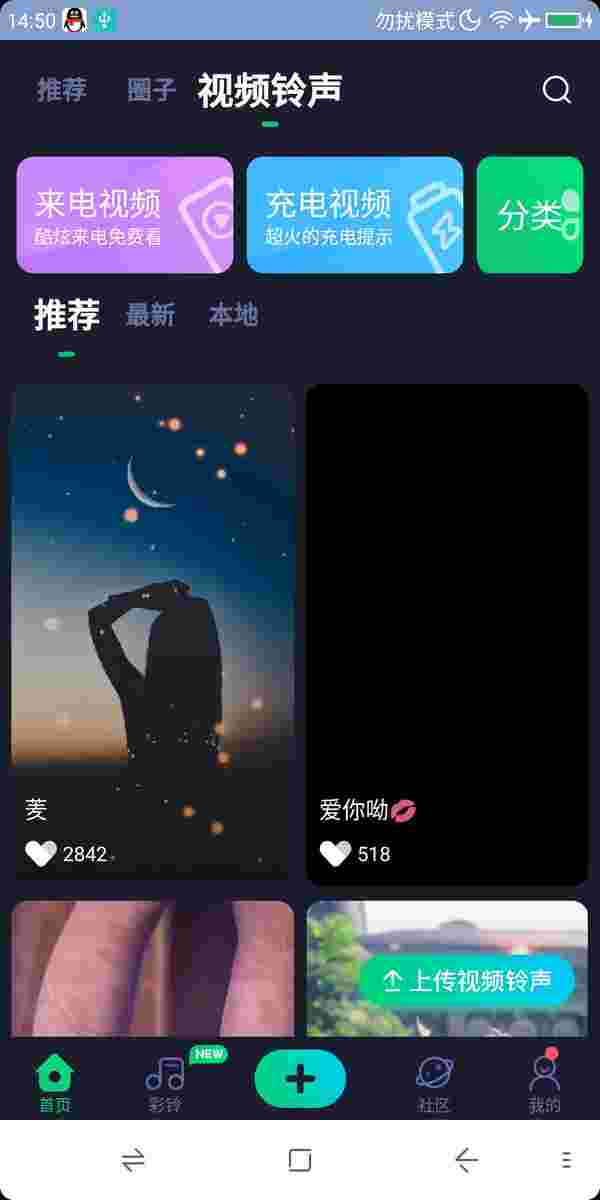 14:50 勿扰模式
推荐 圈子 视频铃声
来电视频
酷炫来电免费看
充电视频
超火的充电提示
分类
推荐 最新 本地
爱你呦💋
2842
518
上传视频铃声
NEW
首页 彩铃 社区 我的